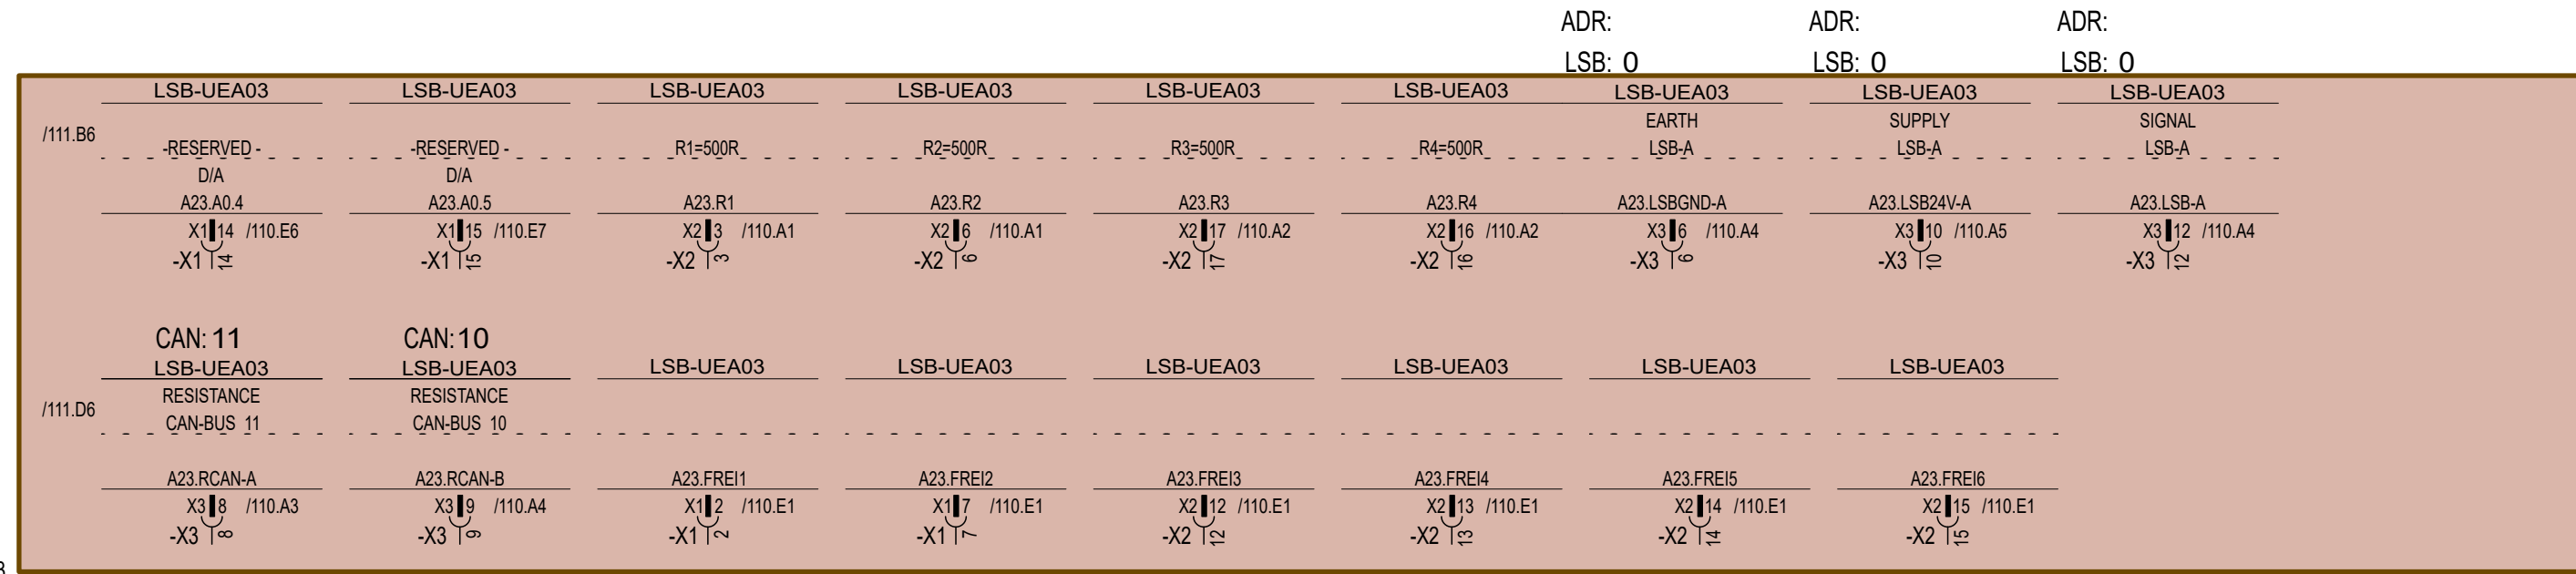 ADR: ADR: ADR:
LSB: 0 LSB: 0 LSB: 0
LSB-UEA03 LSB-UEA03 LSB-UEA03 LSB-UEA03 LSB-UEA03 LSB-UEA03 LSB-UEA03 LSB-UEA03 LSB-UEA03
EARTH SUPPLY SIGNAL
/111.B6
-RESERVED - -RESERVED - R1=500R R2=500R R3=500R R4=500R LSB-A LSB-A LSB-A
D/A D/A
A23.A0.4 A23.A0.5 A23.R1 A23.R2 A23.R3 A23.R4 A23.LSBGND-A A23.LSB24V-A A23.LSB-A
X1 14 /110.E6 X1 15 /110.E7 X2 3 /110.A1 X2 6 /110.A1 X2 17 /110.A2 X2 16 /110.A2 X3 6 /110.A4 X3 10 /110.A5 X3 12 /110.A4
-X1 14 -X1 15 -X2 3 -X2 6 -X2 17 -X2 16 -X3 6 -X3 10 -X3 12
CAN: 11 CAN: 10
LSB-UEA03 LSB-UEA03 LSB-UEA03 LSB-UEA03 LSB-UEA03 LSB-UEA03 LSB-UEA03 LSB-UEA03
RESISTANCE RESISTANCE
/111.D6
CAN-BUS 11 CAN-BUS 10
A23.RCAN-A A23.RCAN-B A23.FREI1 A23.FREI2 A23.FREI3 A23.FREI4 A23.FREI5 A23.FREI6
X3 8 /110.A3 X3 9 /110.A4 X1 2 /110.E1 X1 7 /110.E1 X2 12 /110.E1 X2 13 /110.E1 X2 14 /110.E1 X2 15 /110.E1
-X3 8 -X3 9 -X1 2 -X1 7 -X2 12 -X2 13 -X2 14 -X2 15